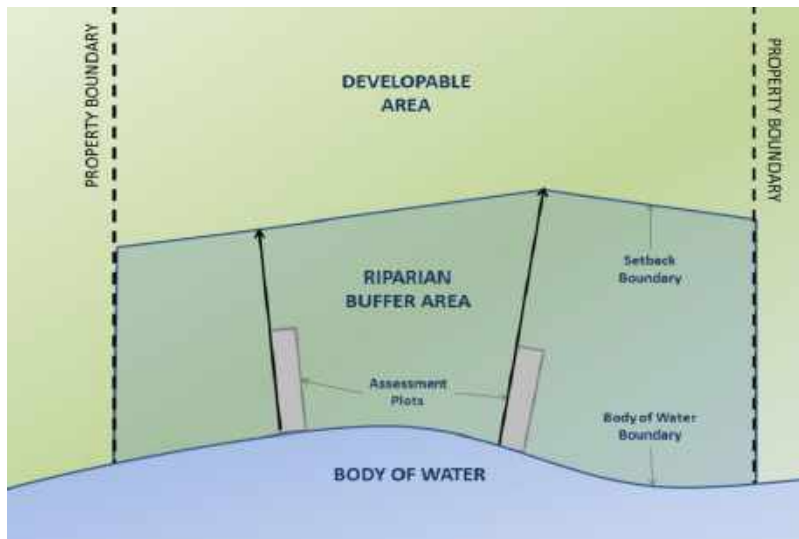 PROPERTY BOUNDARY
DEVELOPABLE
AREA
PROPERTY BOUNDARY
RIPARIAN
BUFFER AREA
Setback
Boundary
Assessment
Plots
Body of Water
Boundary
BODY OF WATER